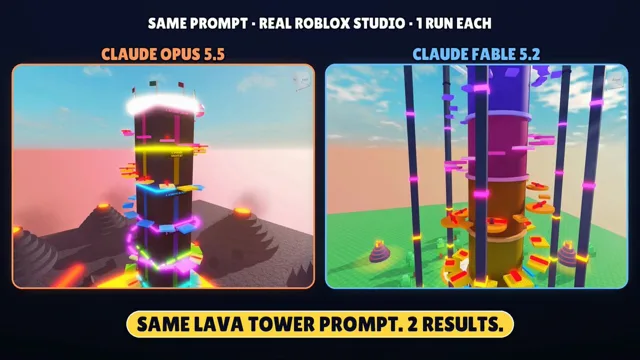 SAME PROMPT • REAL ROBLOX STUDIO • 1 RUN EACH
CLAUDE OPUS 5.5
CLAUDE FABLE 5.2
SAME LAVA TOWER PROMPT. 2 RESULTS.